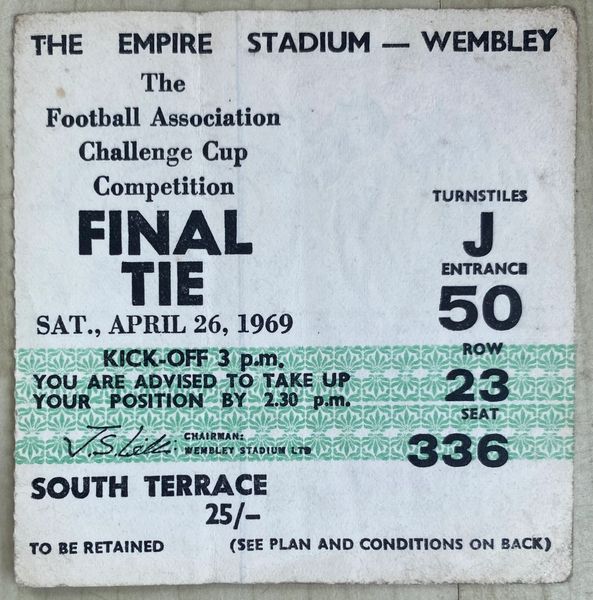 THE EMPIRE STADIUM — WEMBLEY
The
Football Association
Challenge Cup
Competition
FINAL
TIE
SAT., APRIL 26, 1969
KICK-OFF 3 p.m.
YOU ARE ADVISED TO TAKE UP
YOUR POSITION BY 2.30 p.m.
CHAIRMAN:
WEMBLEY STADIUM LTD
TURNSTILES
J
ENTRANCE
50
ROW
23
SEAT
336
SOUTH TERRACE
25/-
TO BE RETAINED (SEE PLAN AND CONDITIONS ON BACK)